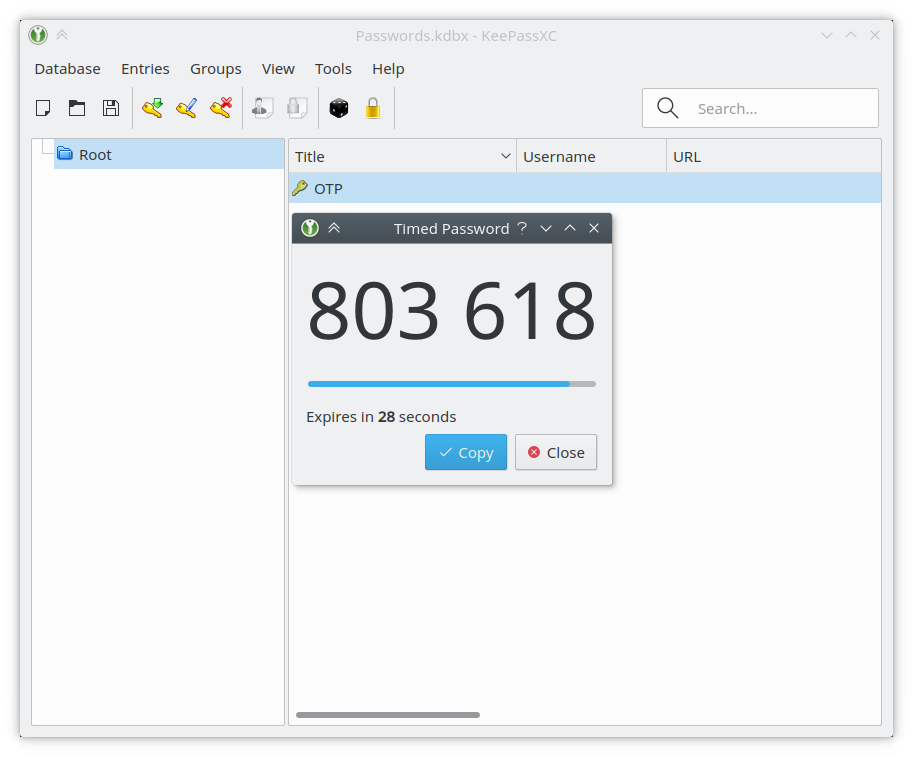 Passwords.kdbx - KeePassXC
Database Entries Groups View Tools Help
Search...
Root
Title Username URL
OTP
Timed Password
803 618
Expires in 28 seconds
Copy Close